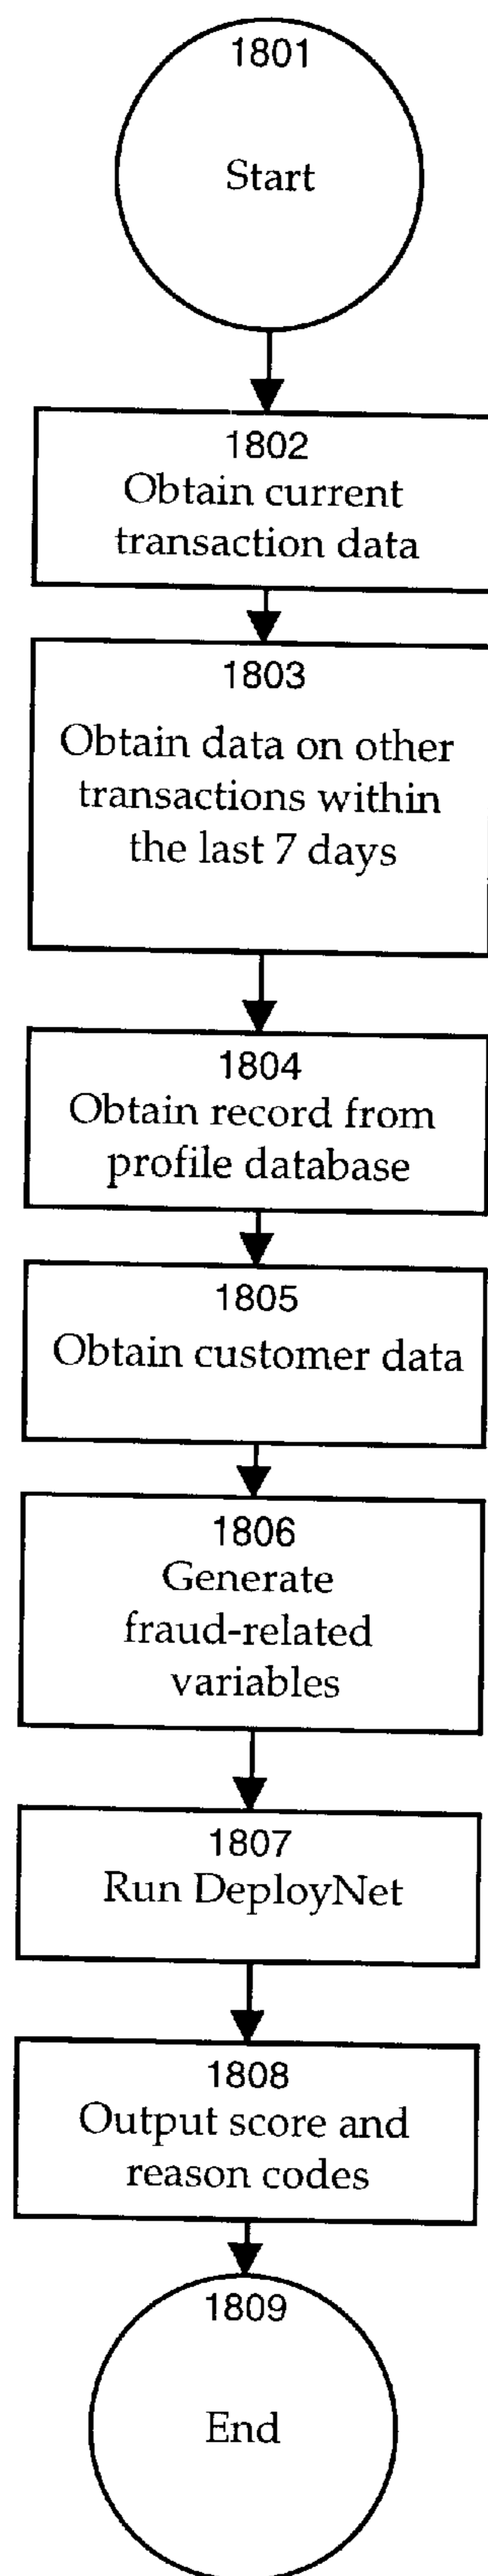 1801
Start
1802
Obtain current
transaction data
1803
Obtain data on other
transactions within
the last 7 days
1804
Obtain record from
profile database
1805
Obtain customer data
1806
Generate
fraud-related
variables
1807
Run DeployNet
1808
Output score and
reason codes
1809
End